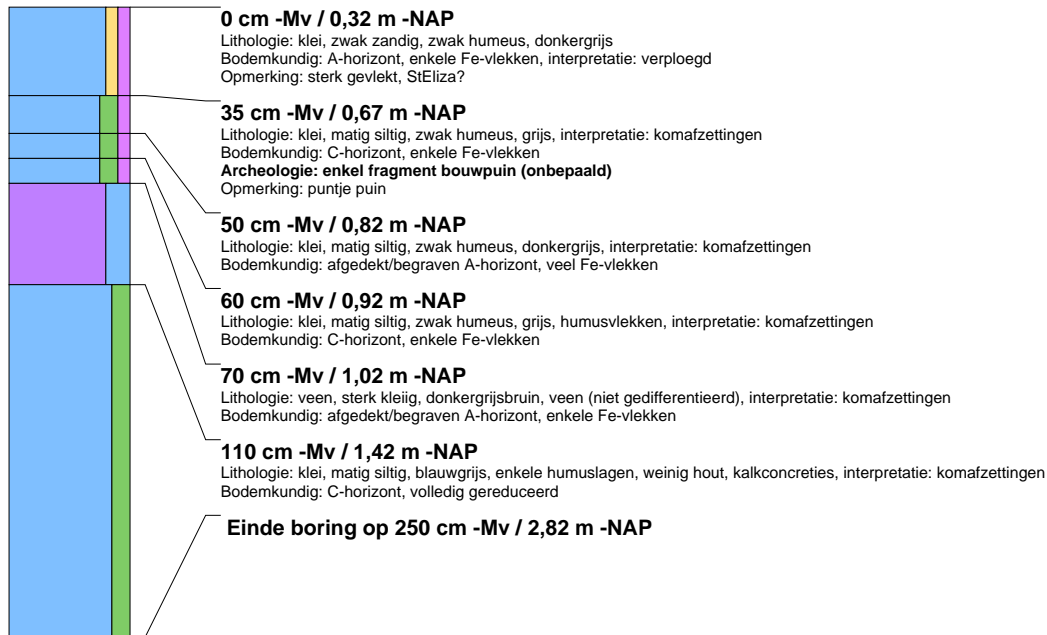 0 cm -Mv / 0,32 m -NAP
Lithologie: klei, zwak zandig, zwak humeus, donkergrijs
Bodemkundig: A-horizont, enkele Fe-vlekken, interpretatie: verploegd
Opmerking: sterk gevlekt, StEliza?
35 cm -Mv / 0,67 m -NAP
Lithologie: klei, matig siltig, zwak humeus, grijs, interpretatie: komafzettingen
Bodemkundig: C-horizont, enkele Fe-vlekken
Archeologie: enkel fragment bouwpuin (onbepaald)
Opmerking: puntje puin
50 cm -Mv / 0,82 m -NAP
Lithologie: klei, matig siltig, zwak humeus, donkergrijs, interpretatie: komafzettingen
Bodemkundig: afgedekt/begraven A-horizont, veel Fe-vlekken
60 cm -Mv / 0,92 m -NAP
Lithologie: klei, matig siltig, zwak humeus, grijs, humusvlekken, interpretatie: komafzettingen
Bodemkundig: C-horizont, enkele Fe-vlekken
70 cm -Mv / 1,02 m -NAP
Lithologie: veen, sterk kleiig, donkergrijsbruin, veen (niet gedifferentieerd), interpretatie: komafzettingen
Bodemkundig: afgedekt/begraven A-horizont, enkele Fe-vlekken
110 cm -Mv / 1,42 m -NAP
Lithologie: klei, matig siltig, blauwgrijs, enkele humuslagen, weinig hout, kalkconcreties, interpretatie: komafzettingen
Bodemkundig: C-horizont, volledig gereduceerd
Einde boring op 250 cm -Mv / 2,82 m -NAP